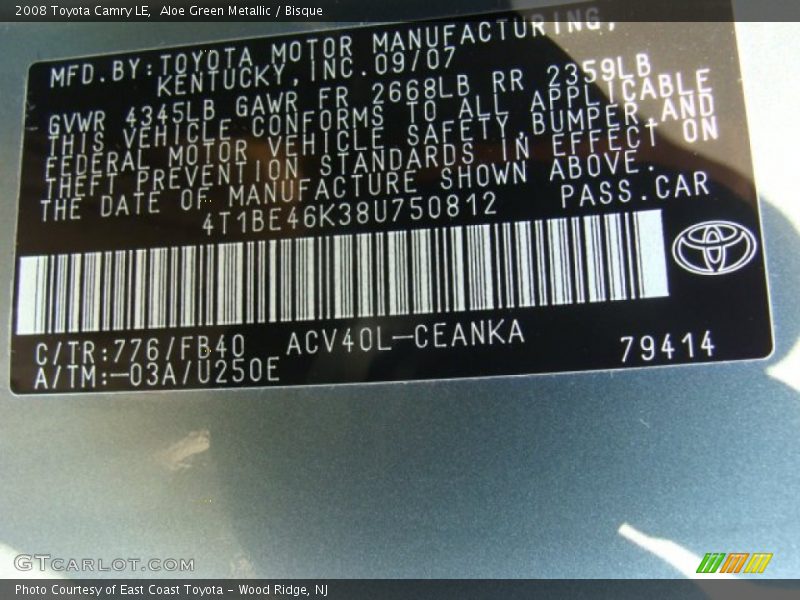 2008 Toyota Camry LE,  Aloe Green Metallic / Bisque
MFD.BY:TOYOTA MOTOR MANUFACTURING,
KENTUCKY,INC.09/07
GVWR 4345LB GAWR FR 2668LB RR 2359LB
THIS VEHICLE CONFORMS TO ALL APPLICABLE
FEDERAL MOTOR VEHICLE SAFETY,BUMPER,AND
THEFT PREVENTION STANDARDS IN EFFECT ON
THE DATE OF MANUFACTURE SHOWN ABOVE.
4T1BE46K38U750812 PASS.CAR
C/TR:776/FB40 ACV40L-CEANKA 79414
A/TM:-03A/U250E
GTCARLOT.COM
Photo Courtesy of East Coast Toyota - Wood Ridge, NJ